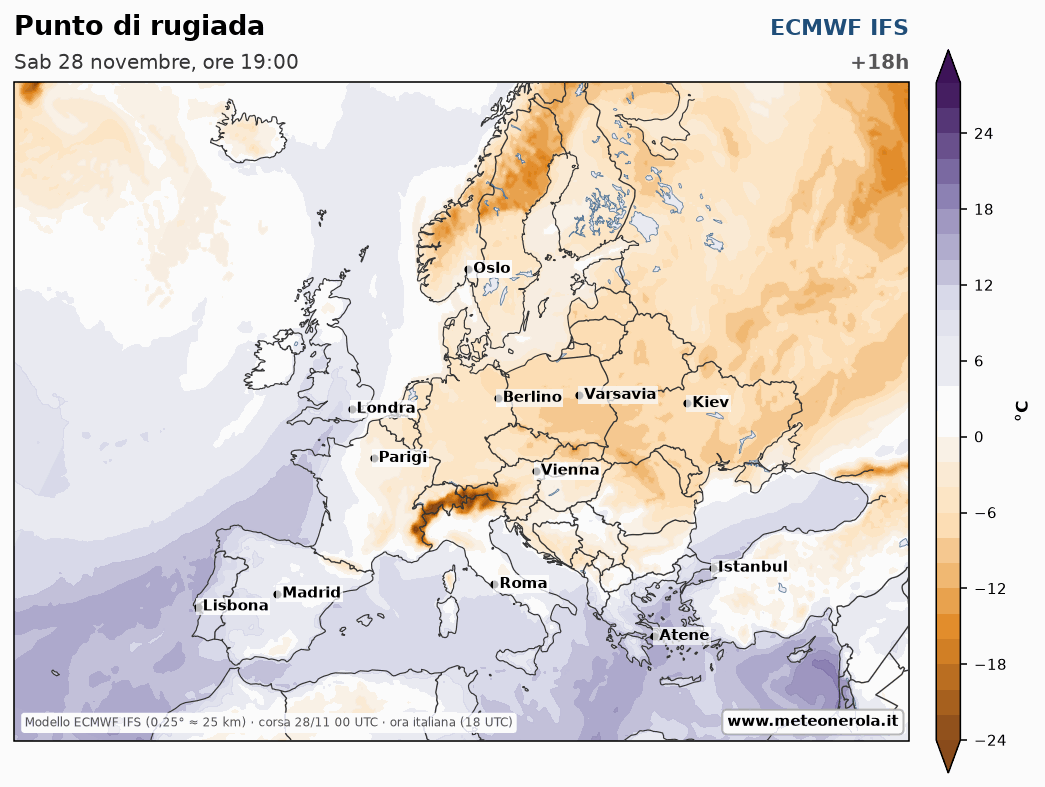 Punto di rugiada
ECMWF IFS
Sab 28 novembre, ore 19:00
+18h
24
18
12
6
0
−6
−12
−18
−24
°C
Oslo
Berlino
Varsavia
Kiev
Londra
Parigi
Vienna
Istanbul
Roma
Madrid
Lisbona
Atene
Modello ECMWF IFS (0,25° ≈ 25 km) · corsa 28/11 00 UTC · ora italiana (18 UTC)
www.meteonerola.it